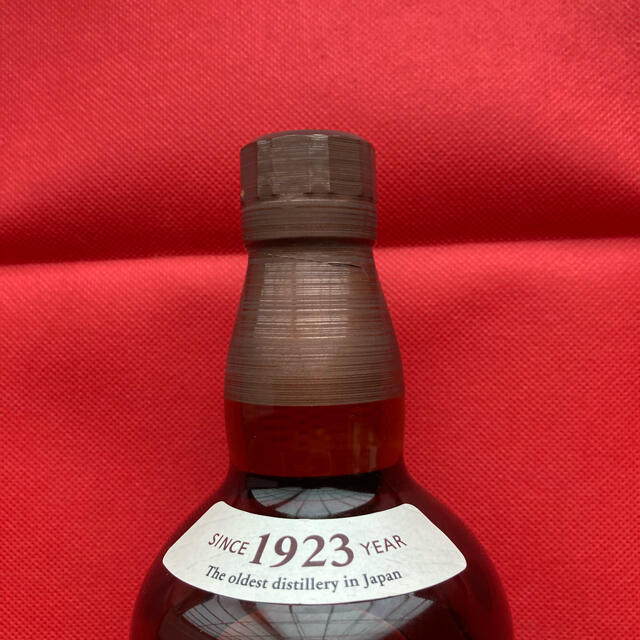 SINCE 1923 YEAR
The oldest distillery in Japan